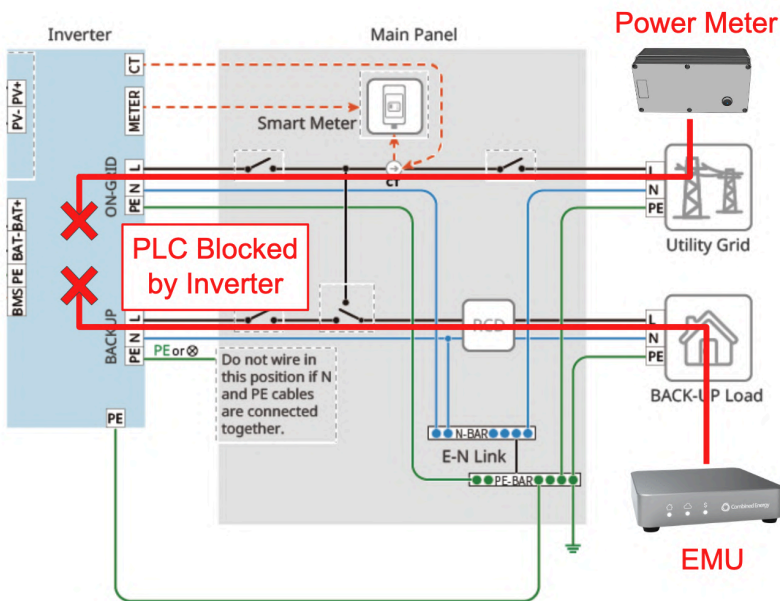 Power Meter
Inverter
Main Panel
CT
PV- PV+
METER
Smart Meter
ON-GRID
L
N
PE
CT
L
N
PE
Utility Grid
BMS PE BAT-BAT+
PLC Blocked
by Inverter
BACK-UP
L
N
PE
PE or ⊗
RCD
L
N
PE
BACK-UP Load
Do not wire in
this position if N
and PE cables
are connected
together.
PE
N-BAR
E-N Link
PE-BAR
CombinedEnergy
EMU